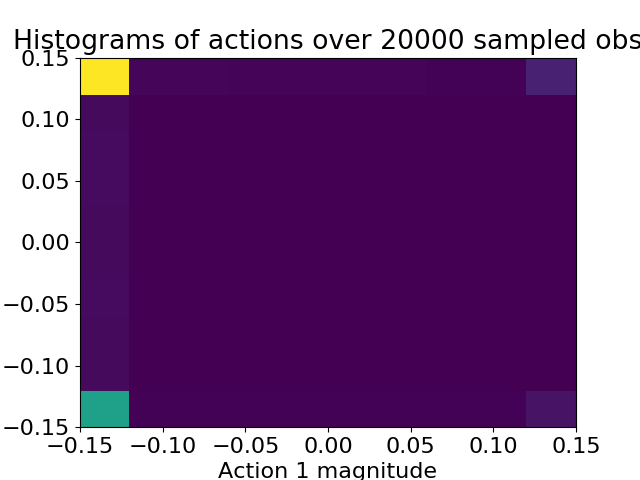 Histograms of actions over 20000 sampled obs
0.15
0.10
0.05
0.00
−0.05
−0.10
−0.15
−0.15 −0.10 −0.05 0.00 0.05 0.10 0.15
Action 1 magnitude